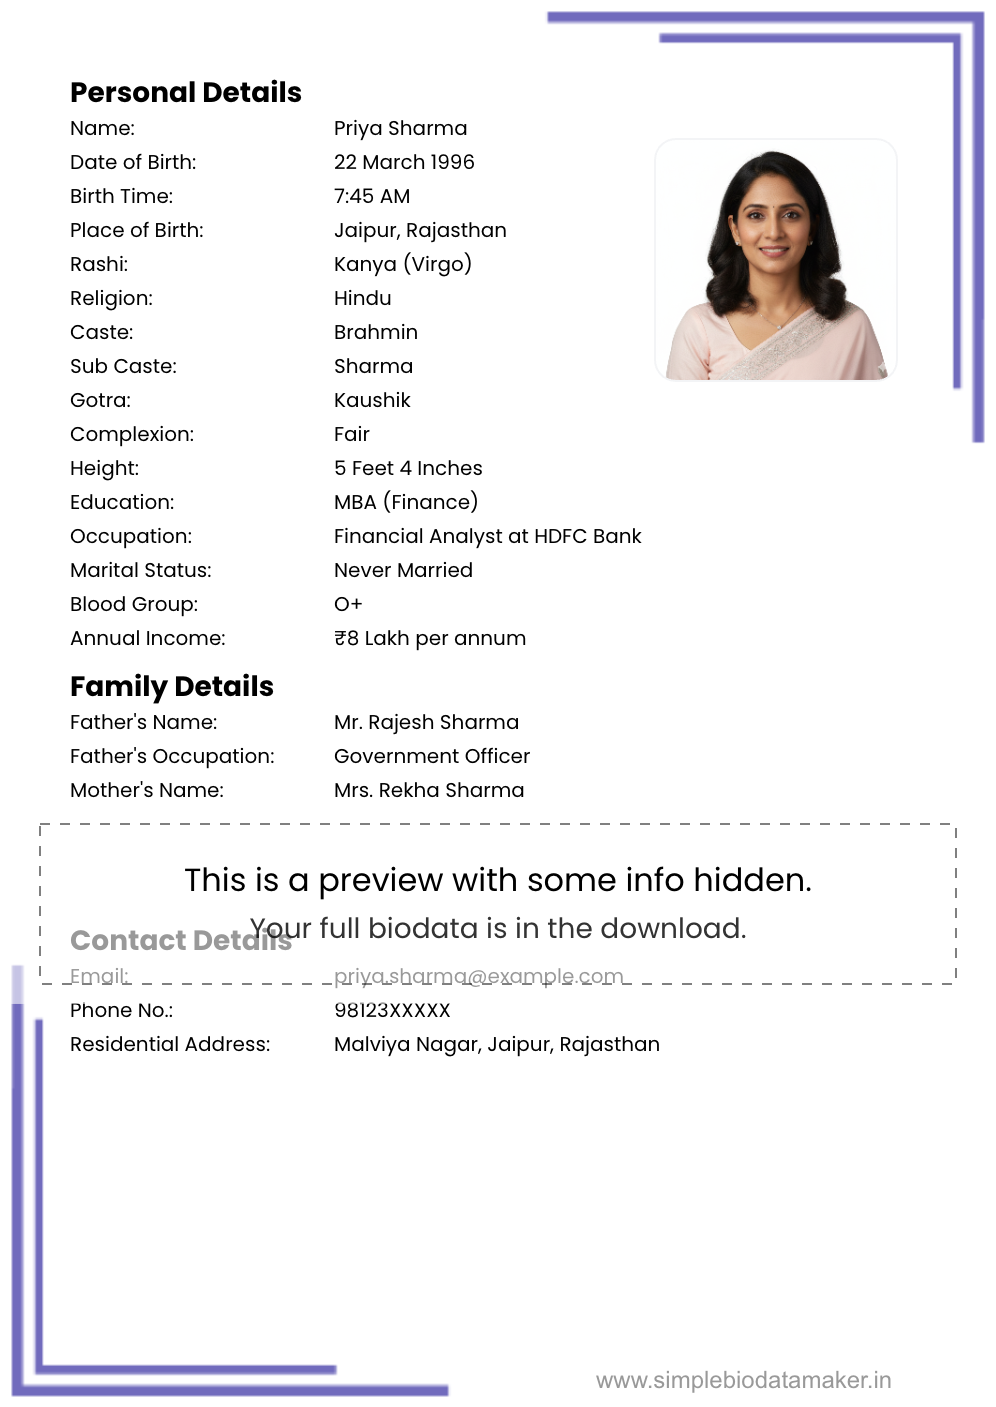 Personal Details
Name: Priya Sharma
Date of Birth: 22 March 1996
Birth Time: 7:45 AM
Place of Birth: Jaipur, Rajasthan
Rashi: Kanya (Virgo)
Religion: Hindu
Caste: Brahmin
Sub Caste: Sharma
Gotra: Kaushik
Complexion: Fair
Height: 5 Feet 4 Inches
Education: MBA (Finance)
Occupation: Financial Analyst at HDFC Bank
Marital Status: Never Married
Blood Group: O+
Annual Income: ₹8 Lakh per annum
Family Details
Father's Name: Mr. Rajesh Sharma
Father's Occupation: Government Officer
Mother's Name: Mrs. Rekha Sharma
This is a preview with some info hidden.
Your full biodata is in the download.
Contact Details
Email: priya.sharma@example.com
Phone No.: 98123XXXXX
Residential Address: Malviya Nagar, Jaipur, Rajasthan
www.simplebiodatamaker.in